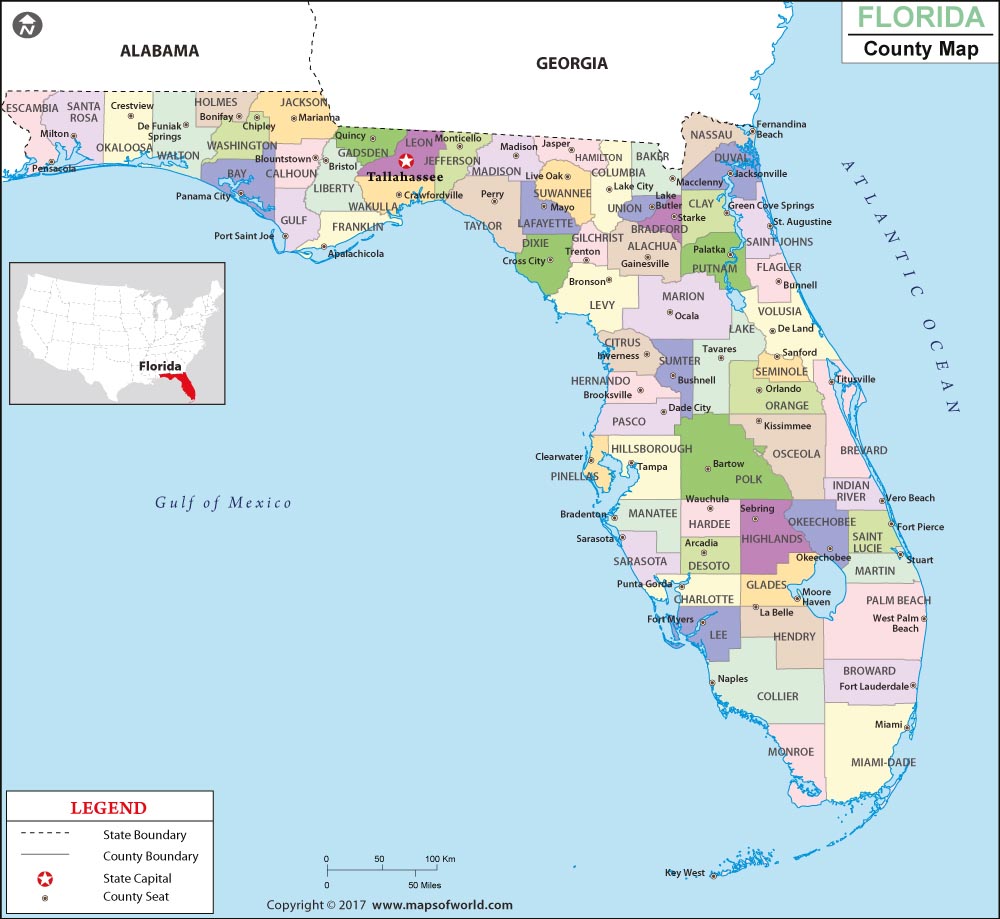 N
FLORIDA
County Map
ALABAMA
GEORGIA
ESCAMBIA
SANTA
ROSA
Milton
Pensacola
Crestview
OKALOOSA
De Funiak
Springs
WALTON
HOLMES
Bonifay
Chipley
WASHINGTON
JACKSON
Marianna
BAY
Panama City
Blountstown
CALHOUN
GULF
Port Saint Joe
Bristol
LIBERTY
FRANKLIN
Apalachicola
Quincy
GADSDEN
LEON
Tallahassee
WAKULLA
Crawfordville
Monticello
JEFFERSON
Madison
MADISON
Perry
TAYLOR
Jasper
HAMILTON
Live Oak
SUWANNEE
Mayo
LAFAYETTE
DIXIE
Cross City
COLUMBIA
Lake City
BAKER
Macclenny
NASSAU
Fernandina
Beach
DUVAL
Jacksonville
UNION
Lake
Butler
Starke
BRADFORD
CLAY
Green Cove Springs
St. Augustine
SAINT JOHNS
GILCHRIST
Trenton
ALACHUA
Gainesville
Palatka
PUTNAM
FLAGLER
Bunnell
Bronson
LEVY
MARION
Ocala
VOLUSIA
De Land
LAKE
Tavares
CITRUS
Inverness
SUMTER
Bushnell
Sanford
SEMINOLE
Orlando
ORANGE
Titusville
HERNANDO
Brooksville
Dade City
PASCO
Kissimmee
OSCEOLA
BREVARD
Clearwater
PINELLAS
HILLSBOROUGH
Tampa
Bartow
POLK
INDIAN
RIVER
Vero Beach
Bradenton
MANATEE
Wauchula
HARDEE
Sebring
HIGHLANDS
OKEECHOBEE
Okeechobee
SAINT
LUCIE
Fort Pierce
Sarasota
SARASOTA
Arcadia
DESOTO
Stuart
MARTIN
Punta Gorda
CHARLOTTE
GLADES
Moore
Haven
PALM BEACH
West Palm
Beach
Fort Myers
LEE
La Belle
HENDRY
Naples
COLLIER
BROWARD
Fort Lauderdale
MONROE
Miami
MIAMI-DADE
Key West
ATLANTIC OCEAN
Gulf of Mexico
Florida
LEGEND
State Boundary
County Boundary
State Capital
County Seat
0 50 100 Km
0 50 Miles
Copyright © 2017 www.mapsofworld.com